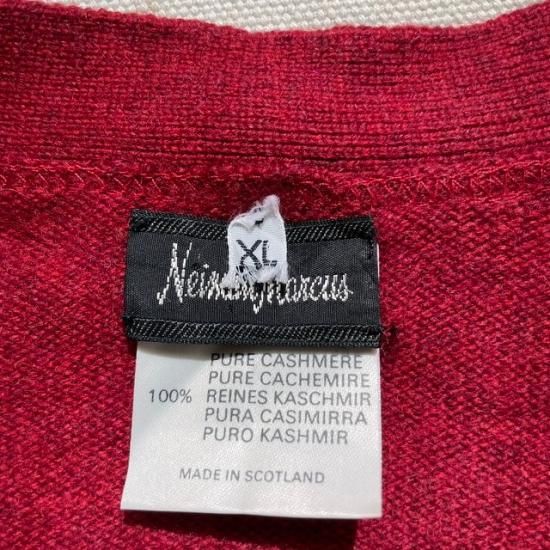 XL
Neiman Marcus
PURE CASHMERE
PURE CACHEMIRE
100% REINES KASCHMIR
PURA CASIMIRRA
PURO KASHMIR
MADE IN SCOTLAND